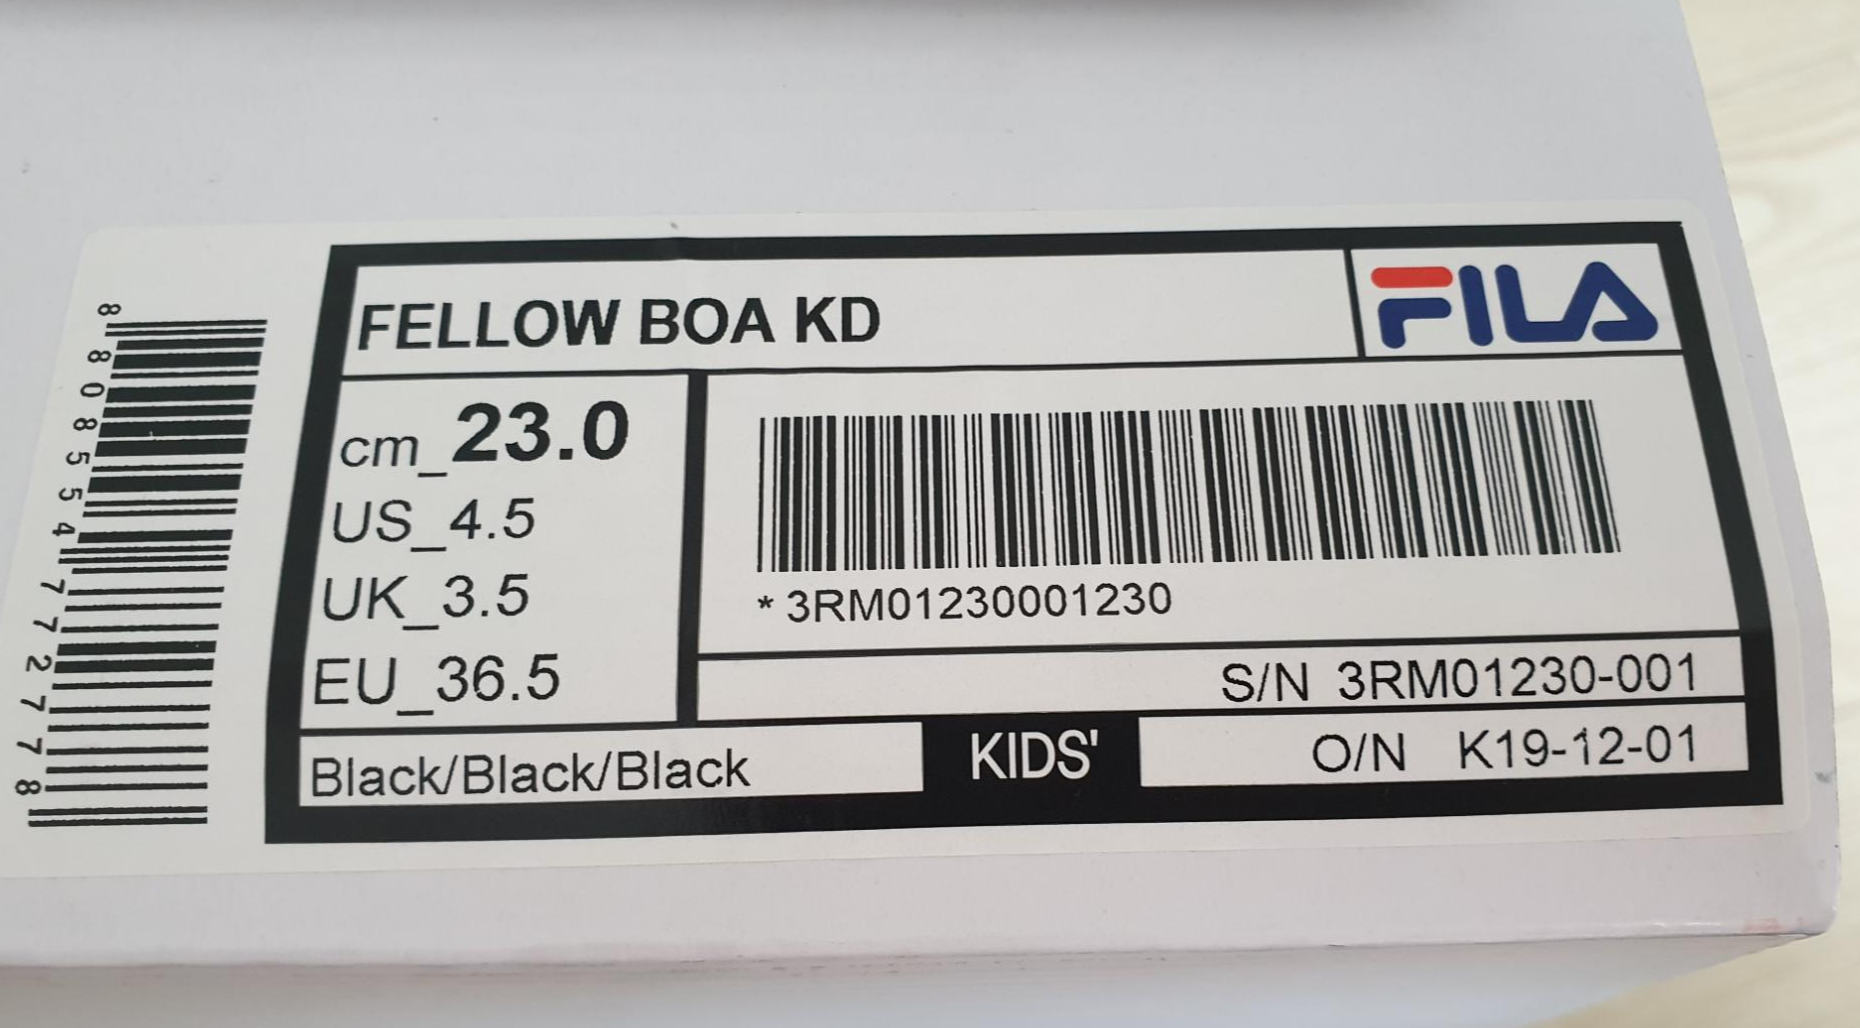 FELLOW BOA KD
FILA
cm_23.0
US_4.5
UK_3.5
EU_36.5
* 3RM01230001230
S/N 3RM01230-001
Black/Black/Black
KIDS'
O/N K19-12-01
8808554772778